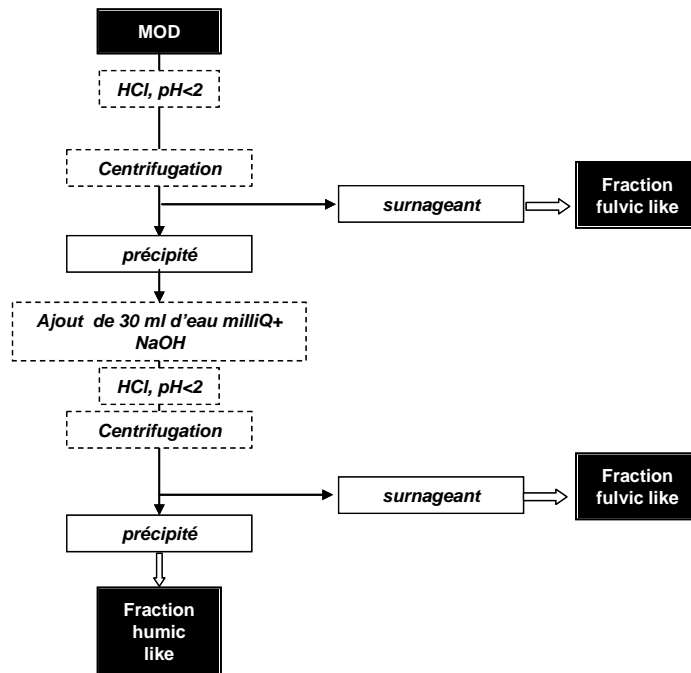 MOD
HCl, pH<2
Centrifugation
surnageant
Fraction
fulvic like
précipité
Ajout de 30 ml d'eau milliQ+
NaOH
HCl, pH<2
Centrifugation
surnageant
Fraction
fulvic like
précipité
Fraction
humic
like